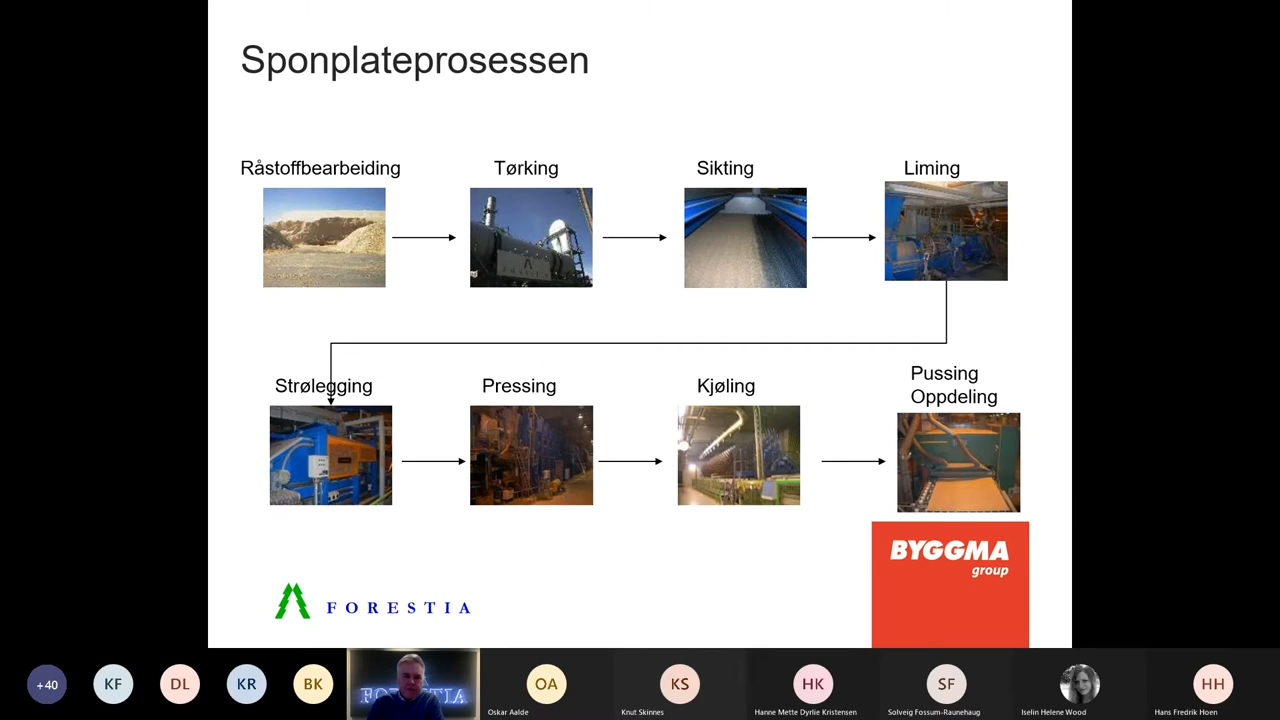 Sponplateprosessen
Råstoffbearbeiding
Tørking
Sikting
Liming
FORESTIA
Strølegging
Pressing
Kjøling
Pussing
Oppdeling
BYGGMA
group
FORESTIA
+40
KF
DL
KR
BK
FORESTIA
OA
Oskar Aalde
KS
Knut Skinnes
HK
Hanne Mette Dyrlie Kristensen
SF
Solveig Fossum-Raunehaug
Iselin Helene Wood
HH
Hans Fredrik Hoen